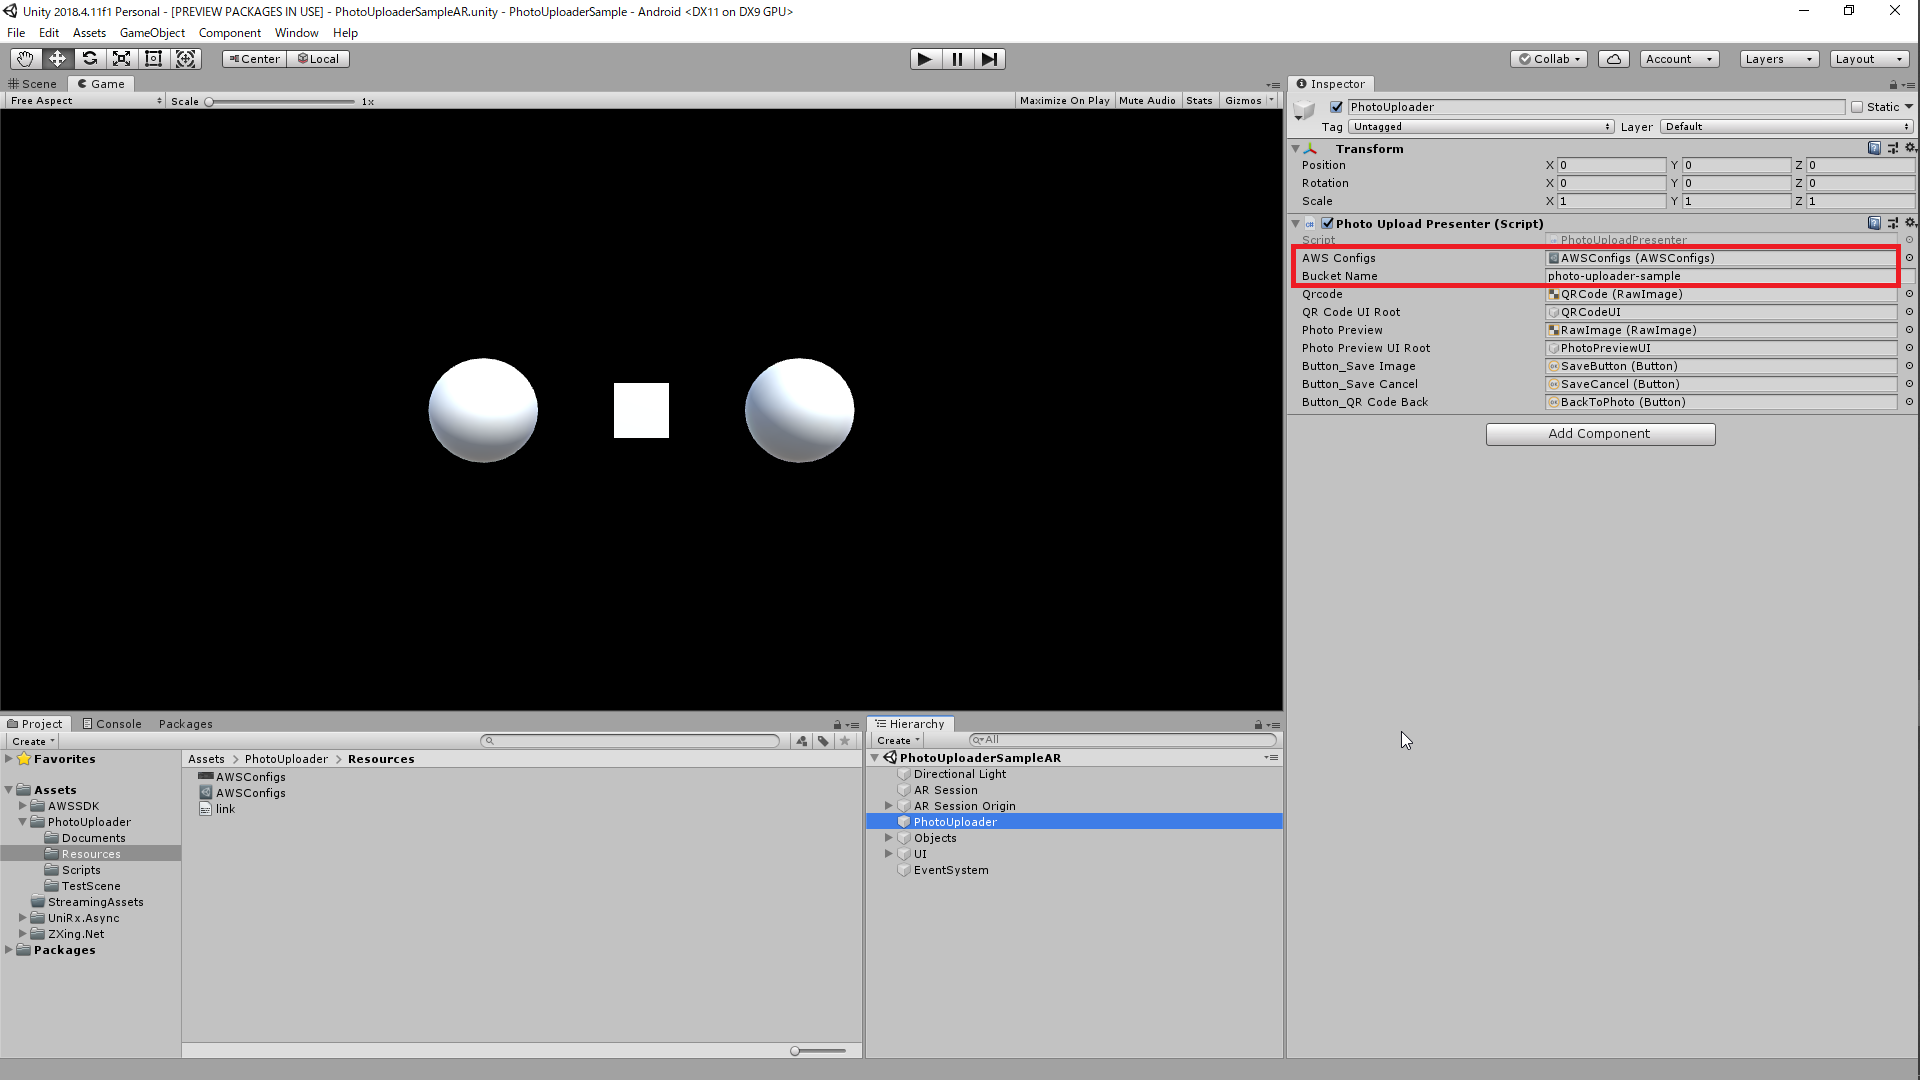 Unity 2018.4.11f1 Personal - [PREVIEW PACKAGES IN USE] - PhotoUploaderSampleAR.unity - PhotoUploaderSample - Android <DX11 on DX9 GPU>
File Edit Assets GameObject Component Window Help
Center Local Collab Account Layers Layout
Scene Game
Free Aspect Scale 1x Maximize On Play Mute Audio Stats Gizmos
Inspector
PhotoUploader Static
Tag Untagged Layer Default
Transform
Position X 0 Y 0 Z 0
Rotation X 0 Y 0 Z 0
Scale X 1 Y 1 Z 1
Photo Upload Presenter (Script)
Script PhotoUploadPresenter
AWS Configs AWSConfigs (AWSConfigs)
Bucket Name photo-uploader-sample
Qrcode QRCode (RawImage)
QR Code UI Root QRCodeUI
Photo Preview RawImage (RawImage)
Photo Preview UI Root PhotoPreviewUI
Button_Save Image SaveButton (Button)
Button_Save Cancel SaveCancel (Button)
Button_QR Code Back BackToPhoto (Button)
Add Component
Project Console Packages
Create
Favorites
Assets
AWSSDK
PhotoUploader
Documents
Resources
Scripts
TestScene
StreamingAssets
UniRx.Async
ZXing.Net
Packages
Assets > PhotoUploader > Resources
AWSConfigs
AWSConfigs
link
Hierarchy
Create All
PhotoUploaderSampleAR
Directional Light
AR Session
AR Session Origin
PhotoUploader
Objects
UI
EventSystem